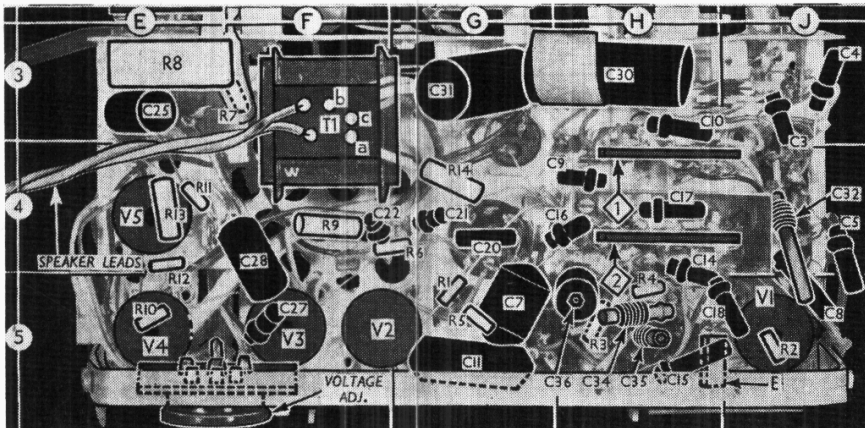 E F G H J
3
R8
C25
R7
b
T1
c
a
W
C31
C30
C4
C10
C3
4
V5
R13
R11
R9
C22
R6
R14
C21
C20
C9
C16
1
C17
C32
C5
SPEAKER LEADS
R12
C28
2
C14
5
R10
V4
C27
V3
V2
R1
R5
C7
C11
R4
R3
C18
V1
R2
C8
C36
C34
C35
C15
E
VOLTAGE
ADJ.